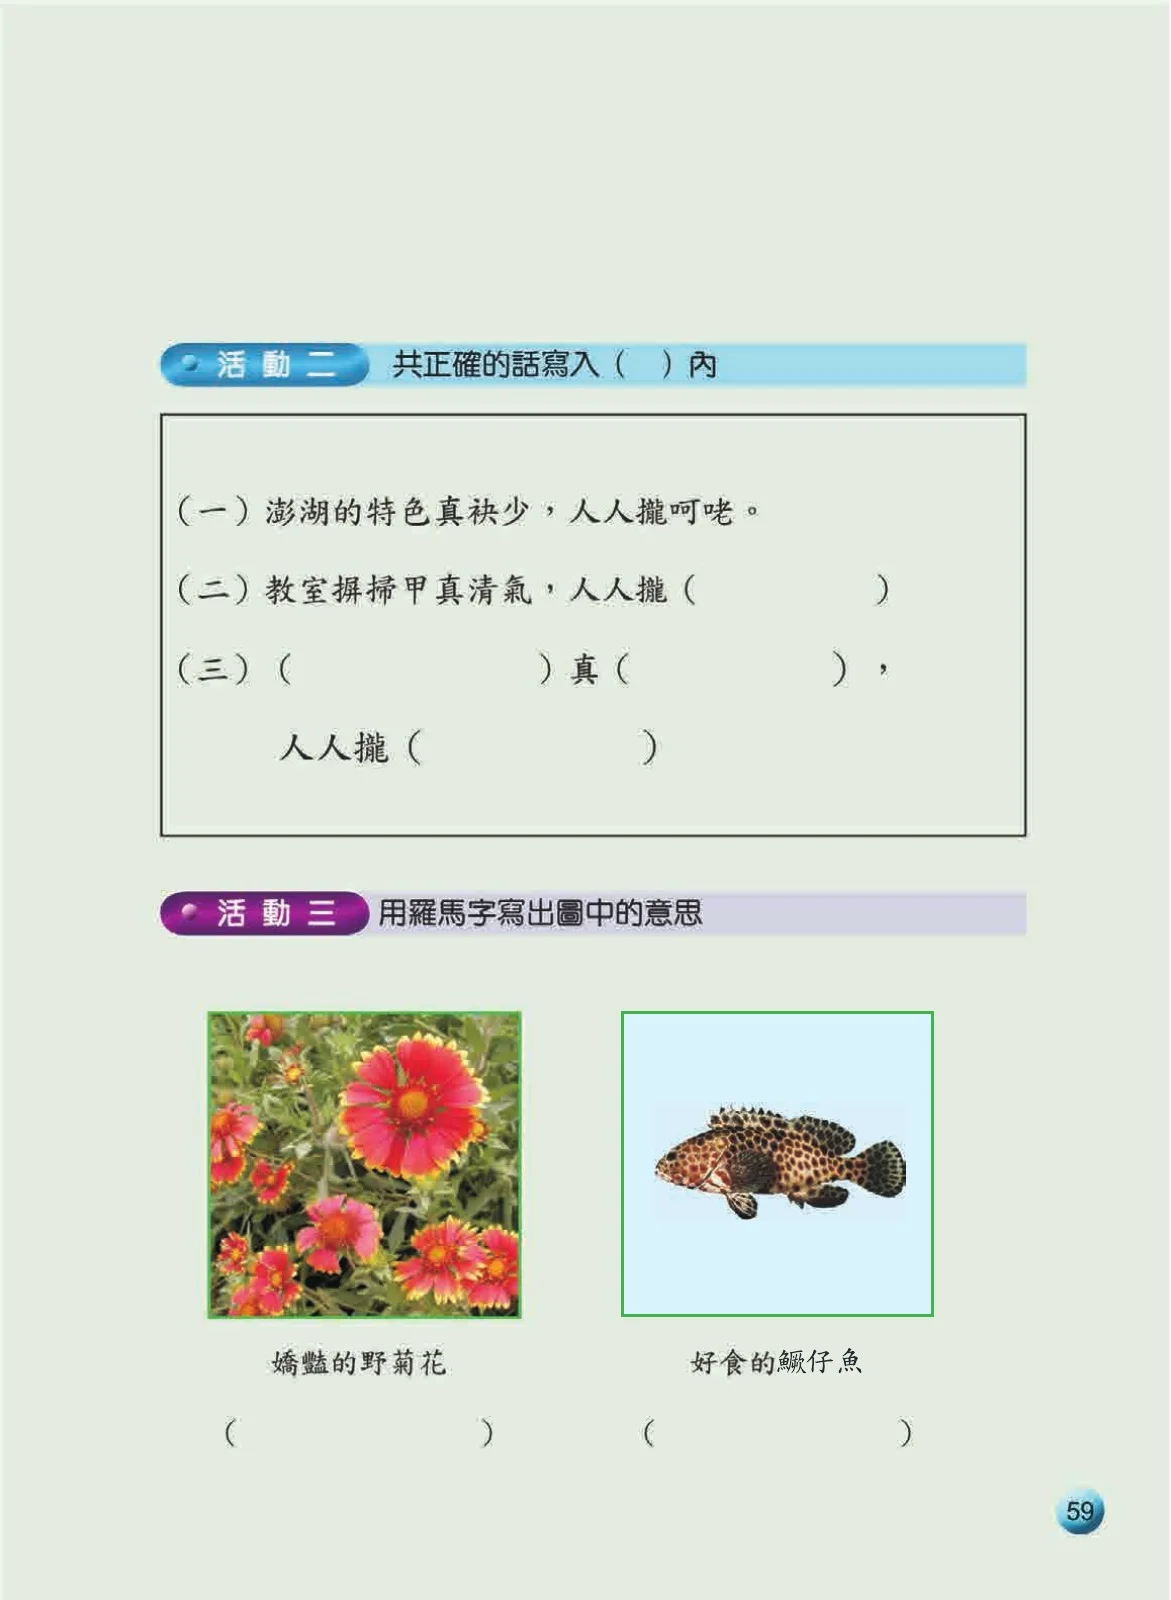 活動二 共正確的話寫入（ ）內
（一）澎湖的特色真袂少，人人攏呵咾。
（二）教室摒掃甲真清氣，人人攏（ ）
（三）（ ）真（ ），
人人攏（ ）
活動三 用羅馬字寫出圖中的意思
嬌豔的野菊花 好食的鱖仔魚
（ ） （ ）
59